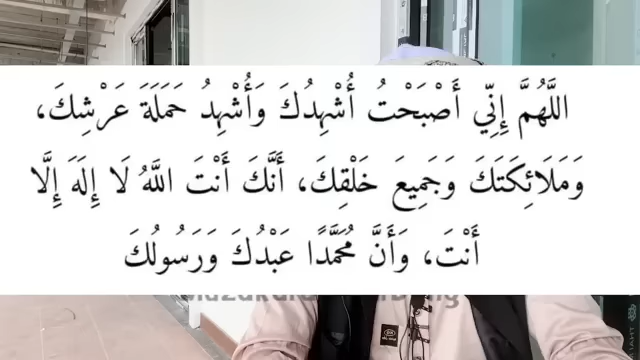 اللَّهُمَّ إِنِّي أَصْبَحْتُ أُشْهِدُكَ وَأُشْهِدُ حَمَلَةَ عَرْشِكَ،
وَمَلَائِكَتَكَ وَجَمِيعَ خَلْقِكَ، أَنَّكَ أَنْتَ اللَّهُ لَا إِلَهَ إِلَّا
أَنْتَ، وَأَنَّ مُحَمَّدًا عَبْدُكَ وَرَسُولُكَ